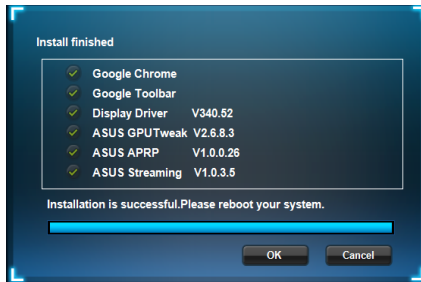 Install finished
Google Chrome
Google Toolbar
Display Driver V340.52
ASUS GPUTweak V2.6.8.3
ASUS APRP V1.0.0.26
ASUS Streaming V1.0.3.5
Installation is successful.Please reboot your system.
OK Cancel